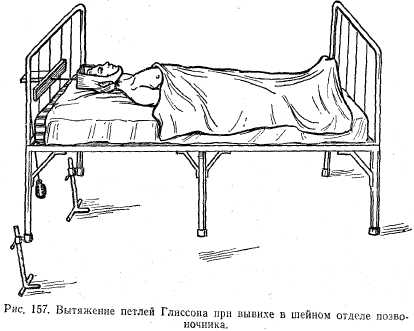 Рис. 157. Вытяжение петлей Глиссона при вывихе в шейном отделе позво-
ночника.